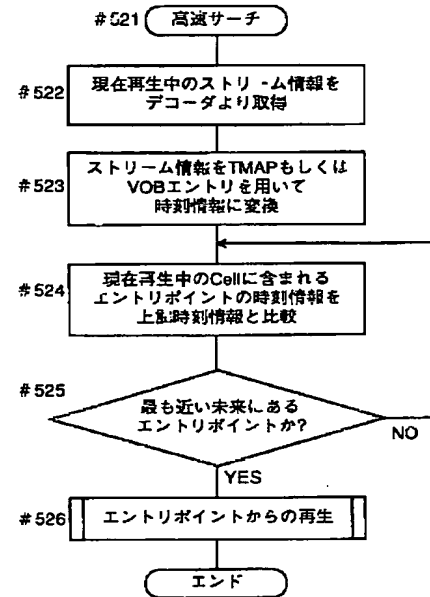 #521
高速サーチ
#522
現在再生中のストリーム情報を
デコーダより取得
#523
ストリーム情報をTMAPもしくは
VOBエントリを用いて
時刻情報に変換
#524
現在再生中のCellに含まれる
エントリポイントの時刻情報を
上記時刻情報と比較
#525
最も近い未来にある
エントリポイントか?
NO
YES
#526
エントリポイントからの再生
エンド